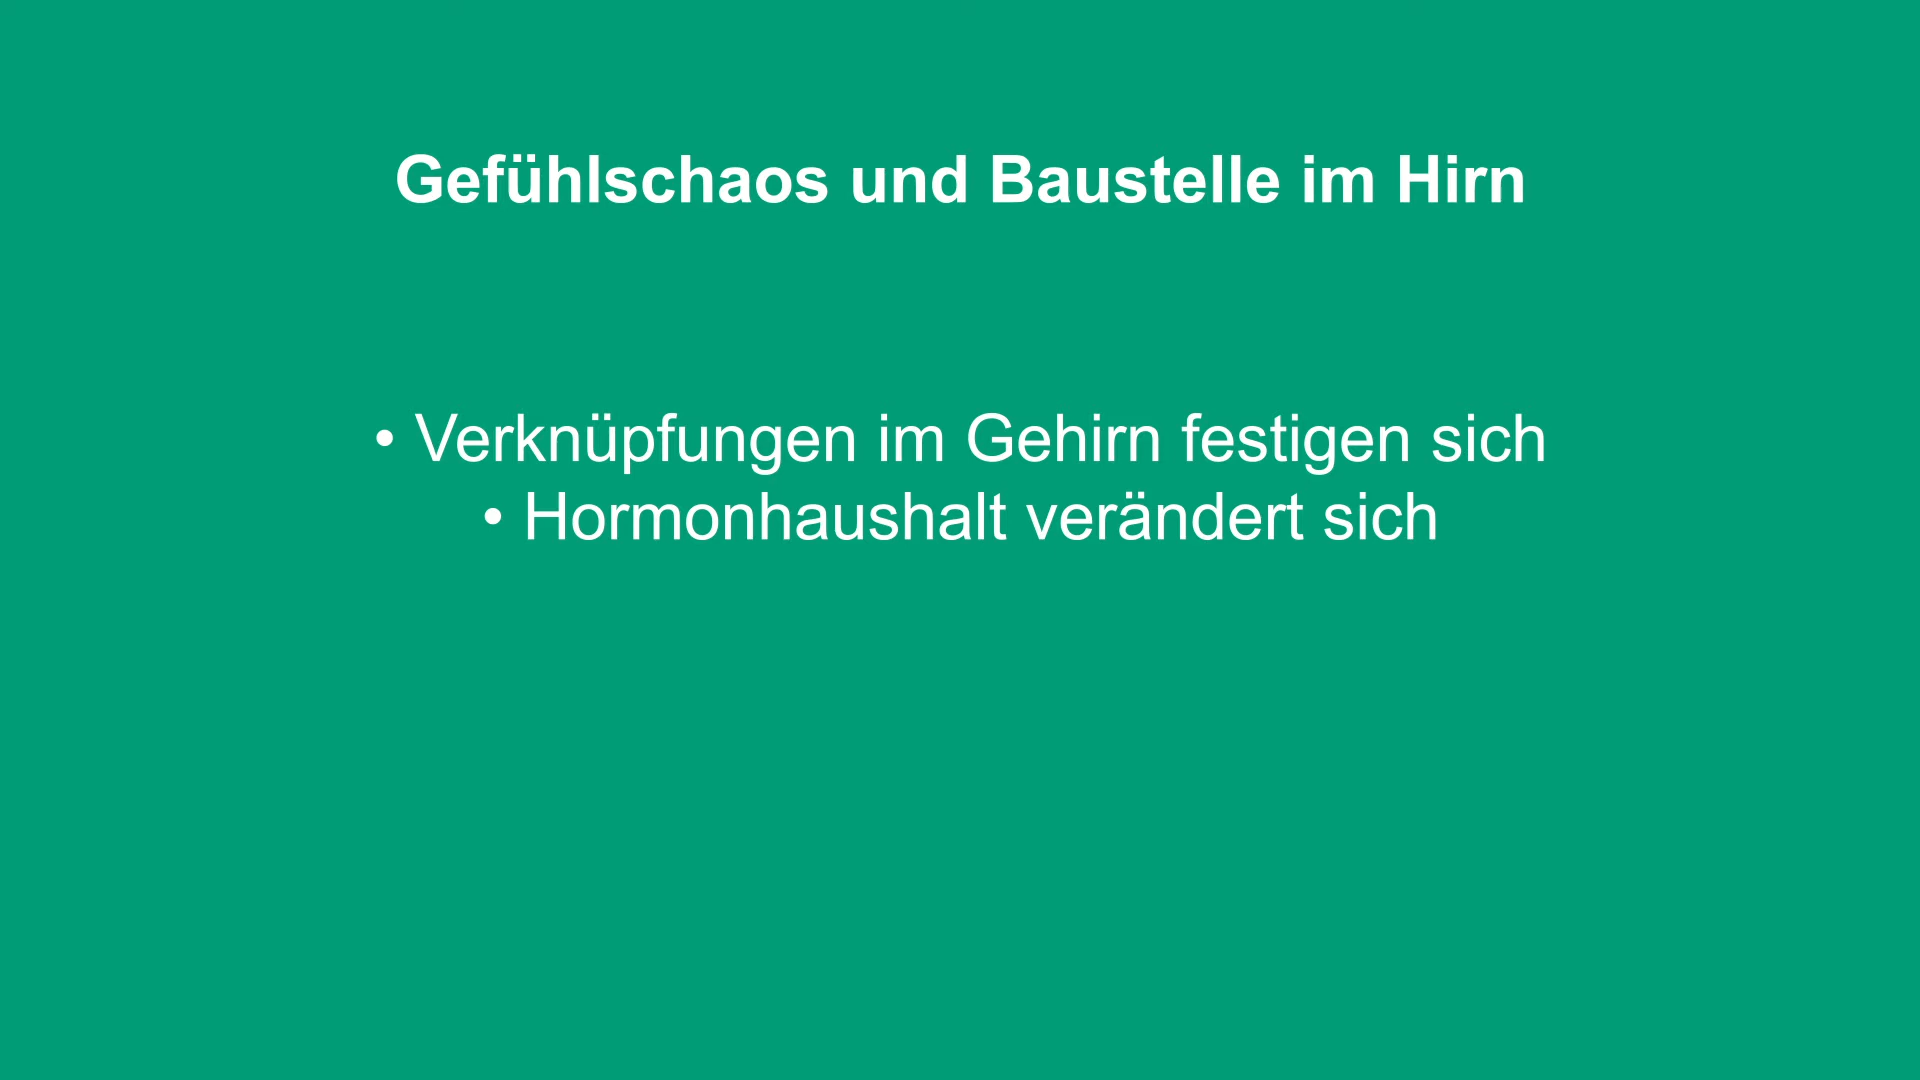 Gefühlschaos und Baustelle im Hirn
• Verknüpfungen im Gehirn festigen sich
• Hormonhaushalt verändert sich